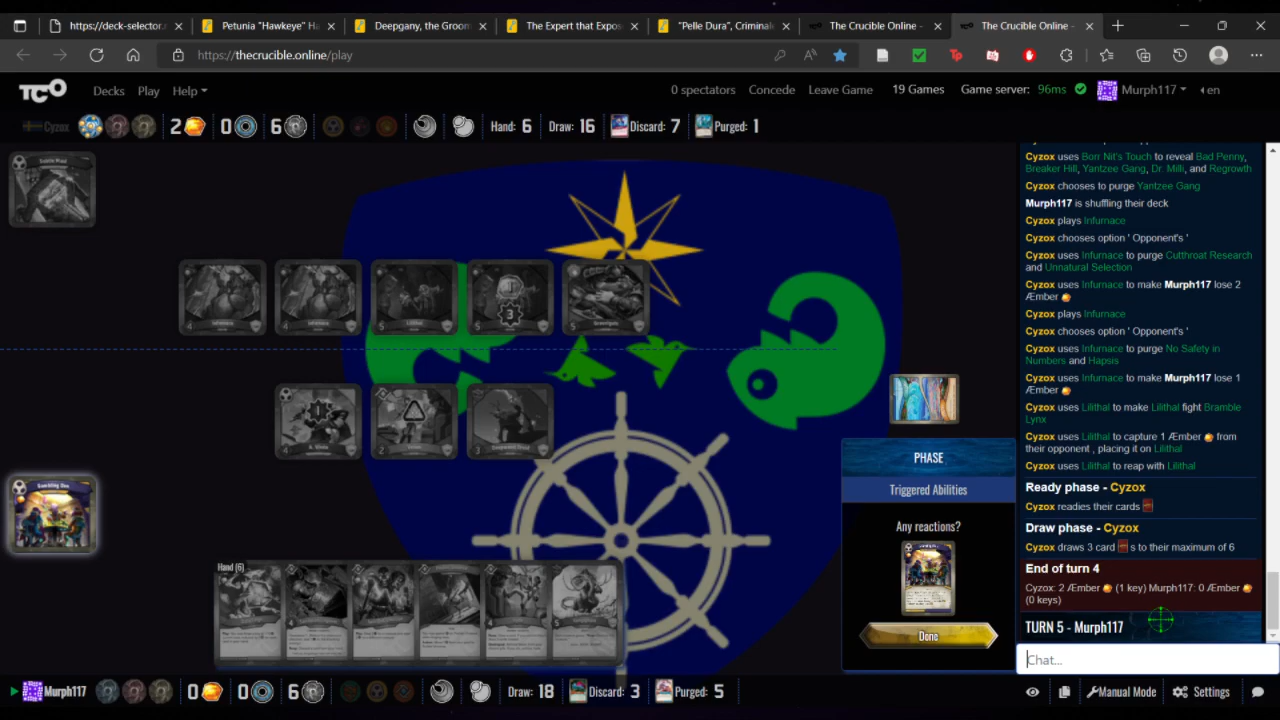 https://deck-selector.
Petunia "Hawkeye" Ha
Deepgany, the Groom
The Expert that Expos
"Pelle Dura", Criminale
The Crucible Online -
The Crucible Online -
https://thecrucible.online/play
TCO
Decks
Play
Help
0 spectators
Concede
Leave Game
19 Games
Game server: 96ms
Murph117
en
Cyzox
2
0
6
Hand: 6
Draw: 16
Discard: 7
Purged: 1
Cyzox uses Borr Nit's Touch to reveal Bad Penny,
Breaker Hill, Yantzee Gang, Dr. Milli, and Regrowth
Cyzox chooses to purge Yantzee Gang
Murph117 is shuffling their deck
Cyzox plays Infurnace
Cyzox chooses option ' Opponent's '
Cyzox uses Infurnace to purge Cutthroat Research
and Unnatural Selection
Cyzox uses Infurnace to make Murph117 lose 2
Æmber
Cyzox plays Infurnace
Cyzox chooses option ' Opponent's '
Cyzox uses Infurnace to purge No Safety in
Numbers and Hapsis
Cyzox uses Infurnace to make Murph117 lose 1
Æmber
Cyzox uses Lilithal to make Lilithal fight Bramble
Lynx
Cyzox uses Lilithal to capture 1 Æmber from
their opponent , placing it on Lilithal
Cyzox uses Lilithal to reap with Lilithal
Ready phase - Cyzox
Cyzox readies their cards
Draw phase - Cyzox
Cyzox draws 3 card s to their maximum of 6
End of turn 4
Cyzox: 2 Æmber (1 key) Murph117: 0 Æmber
(0 keys)
TURN 5 - Murph117
Chat...
PHASE
Triggered Abilities
Any reactions?
Done
Gambling Den
Hand (6)
Murph117
0
0
6
Draw: 18
Discard: 3
Purged: 5
Manual Mode
Settings